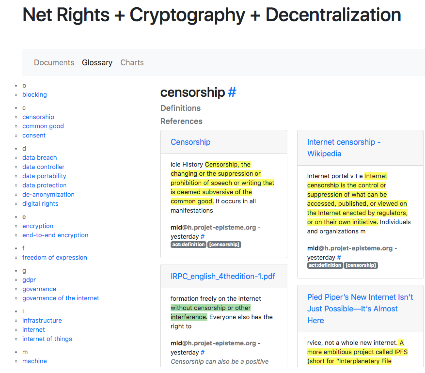 Net Rights + Cryptography + Decentralization
Documents Glossary Charts
b
blocking
c
censorship
common good
consent
d
data breach
data controller
data portability
data protection
de-anonymization
digital rights
e
encryption
end-to-end encryption
f
freedom of expression
g
gdpr
governance
governance of the internet
i
infrastructure
internet
internet of things
m
machine
censorship #
Definitions
References
Censorship
icle History Censorship, the
changing or the suppression or
prohibition of speech or writing that
is deemed subversive of the
common good. It occurs in all
manifestations
mid@h.projet-episteme.org -
yesterday #
act:definition [censorship]
IRPC_english_4thedition-1.pdf
formation freely on the Internet
without censorship or other
interference. Everyone also has the
right to
mid@h.projet-episteme.org -
yesterday #
Censorship can also be a positive
Internet censorship -
Wikipedia
Internet portal v t e Internet
censorship is the control or
suppression of what can be
accessed, published, or viewed on
the Internet enacted by regulators,
or on their own initiative. Individuals
and organizations m
mid@h.projet-episteme.org -
yesterday #
act:definition [censorship]
Pied Piper's New Internet Isn't
Just Possible—It's Almost
Here
rvice, not a whole new internet. A
more ambitious project called IPFS
(short for "Interplanetary File